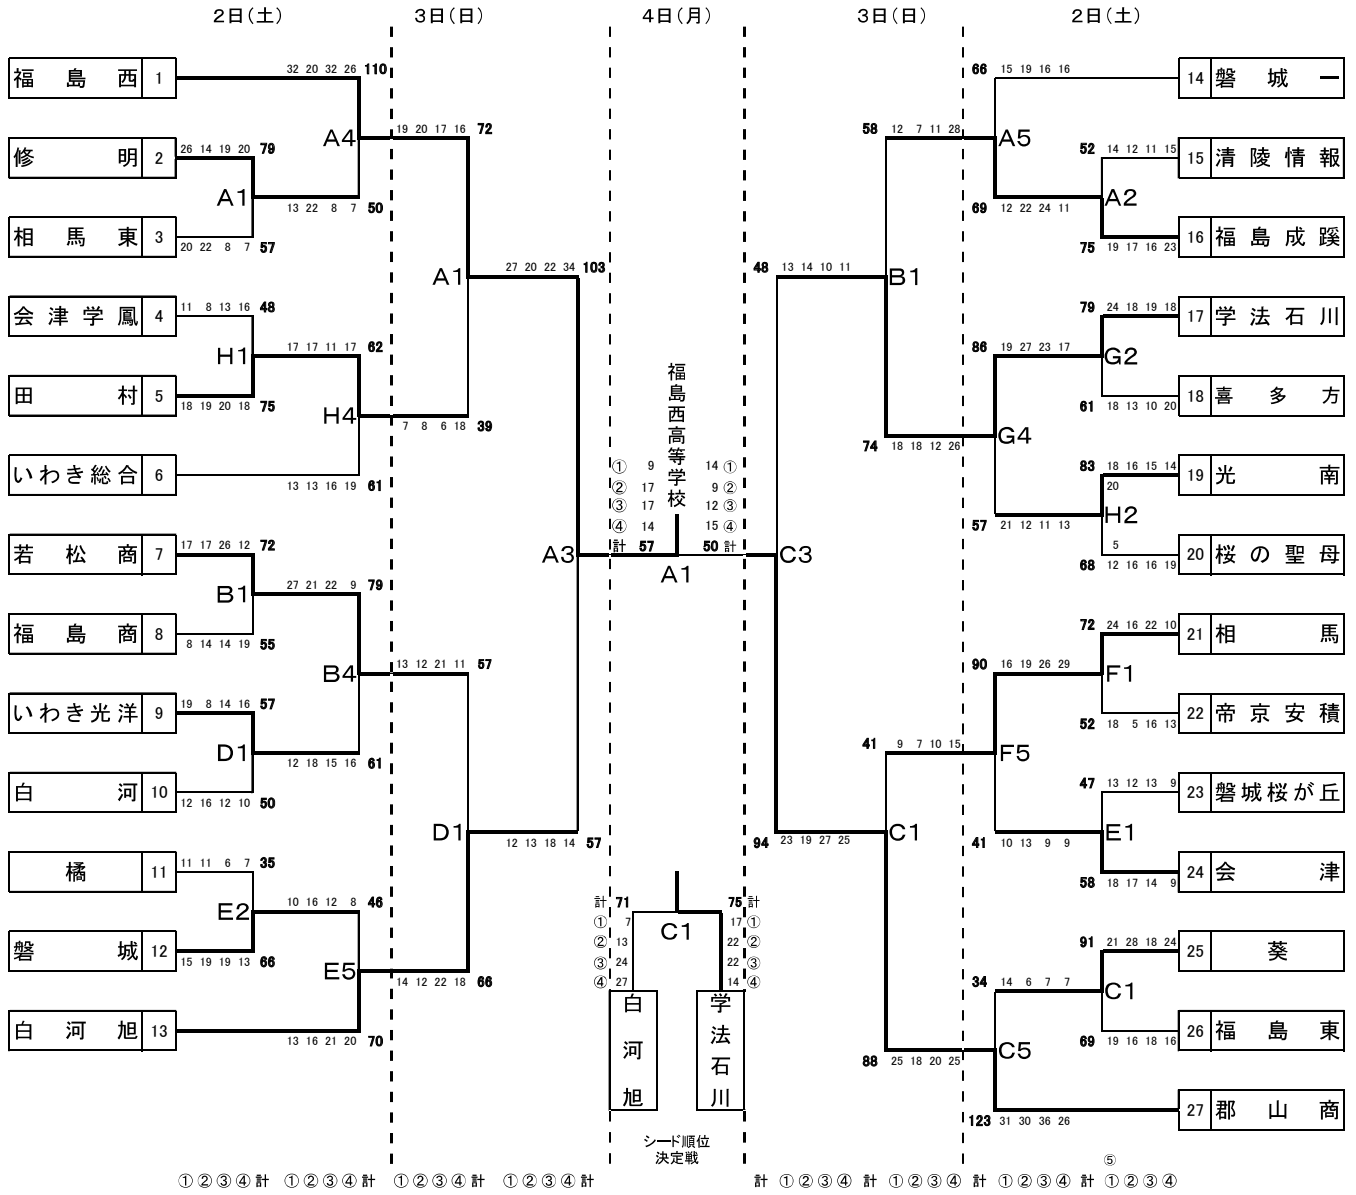 2日（土） 3日（日） 4日（月） 3日（日） 2日（土）
福島西 1
32 20 32 26 110
A4
修明 2
26 14 19 20 79
A1
13 22 8 7 50
相馬東 3
20 22 8 7 57
19 20 17 16 72
A1
会津学鳳 4
11 8 13 16 48
H1
17 17 11 17 62
田村 5
18 19 20 18 75
H4
7 8 6 18 39
いわき総合 6
13 13 16 19 61
27 20 22 34 103
A3
若松商 7
17 17 26 12 72
B1
27 21 22 9 79
福島商 8
8 14 14 19 55
B4
13 12 21 11 57
いわき光洋 9
19 8 14 16 57
D1
12 18 15 16 61
白河 10
12 16 12 10 50
D1
12 13 18 14 57
橘 11
11 11 6 7 35
E2
10 16 12 8 46
磐城 12
15 19 19 13 66
E5
14 12 22 18 66
白河旭 13
13 16 21 20 70
福島西高等学校
① 9 14 ①
② 17 9 ②
③ 17 12 ③
④ 14 15 ④
計 57 50 計
A1
計 71 75 計
① 7 17 ①
② 13 22 ②
③ 24 22 ③
④ 27 14 ④
C1
白河旭
学法石川
シード順位
決定戦
66 15 19 16 16
14 磐城一
58 12 7 11 28
A5
52 14 12 11 15
15 清陵情報
A2
69 12 22 24 11
75 19 17 16 23
16 福島成蹊
48 13 14 10 11
B1
79 24 18 19 18
17 学法石川
86 19 27 23 17
G2
61 18 13 10 20
18 喜多方
74 18 18 12 26
G4
83 18 16 15 14
20
19 光南
57 21 12 11 13
H2
5
68 12 16 16 19
20 桜の聖母
C3
72 24 16 22 10
21 相馬
90 16 19 26 29
F1
52 18 5 16 13
22 帝京安積
41 9 7 10 15
F5
47 13 12 13 9
23 磐城桜が丘
41 10 13 9 9
E1
58 18 17 14 9
24 会津
94 23 19 27 25
C1
91 21 28 18 24
25 葵
34 14 6 7 7
C1
69 19 16 18 16
26 福島東
88 25 18 20 25
C5
123 31 30 36 26
27 郡山商
⑤
①②③④計 ①②③④計 ①②③④計 ①②③④計 計①②③④ 計①②③④ 計①②③④ 計①②③④